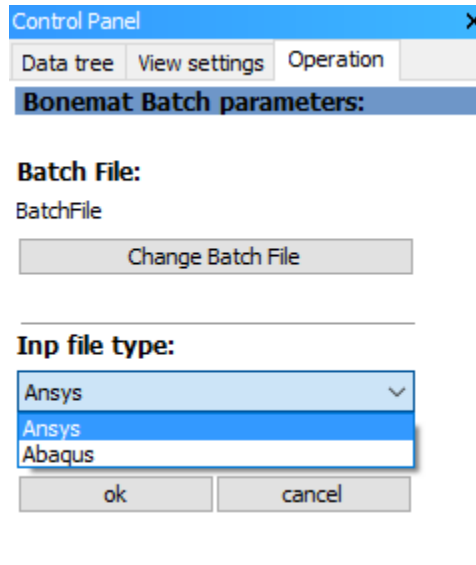 Control Panel
Data tree View settings Operation
Bonemat Batch parameters:
Batch File:
BatchFile
Change Batch File
Inp file type:
Ansys
Ansys
Abaqus
ok cancel